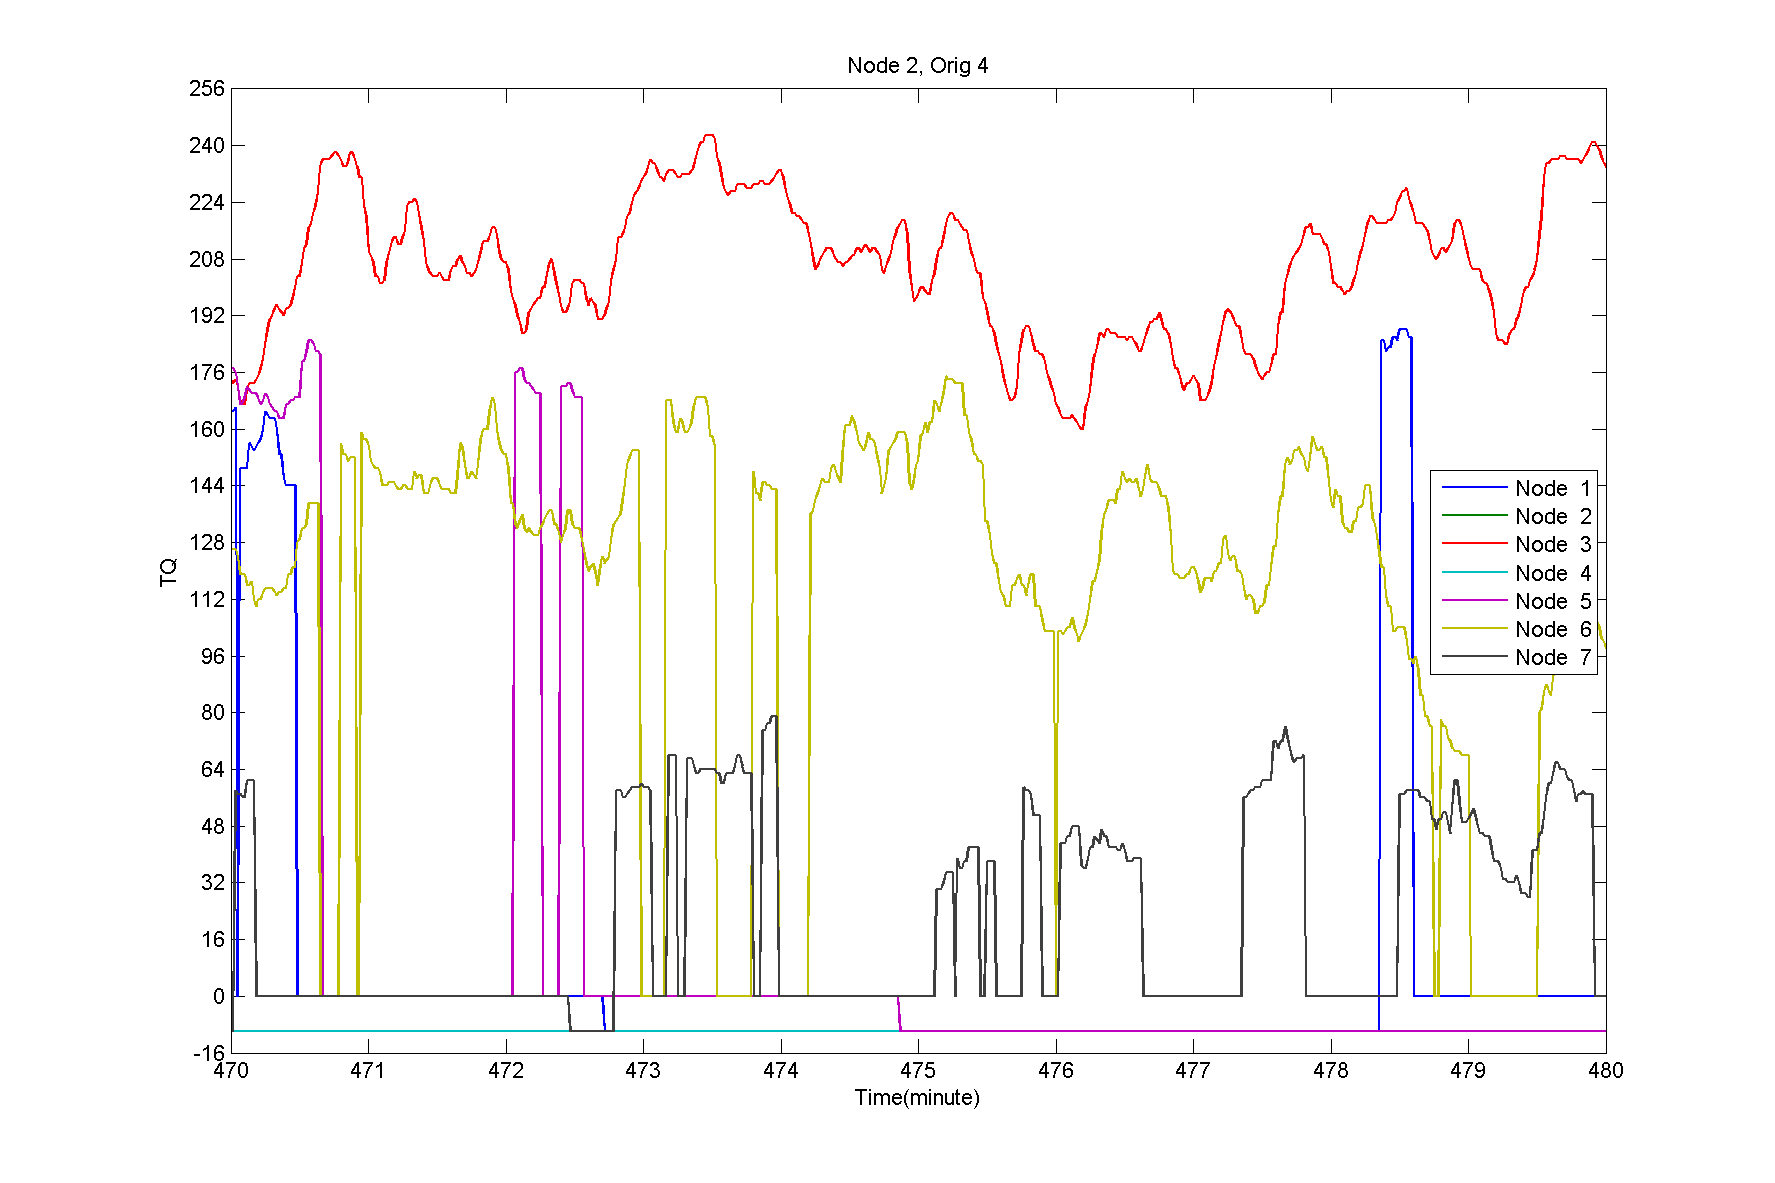 Node 2, Orig 4
256
240
224
208
192
176
160
144
128
112
96
80
64
48
32
16
0
-16
TQ
470 471 472 473 474 475 476 477 478 479 480
Time(minute)
Node 1
Node 2
Node 3
Node 4
Node 5
Node 6
Node 7